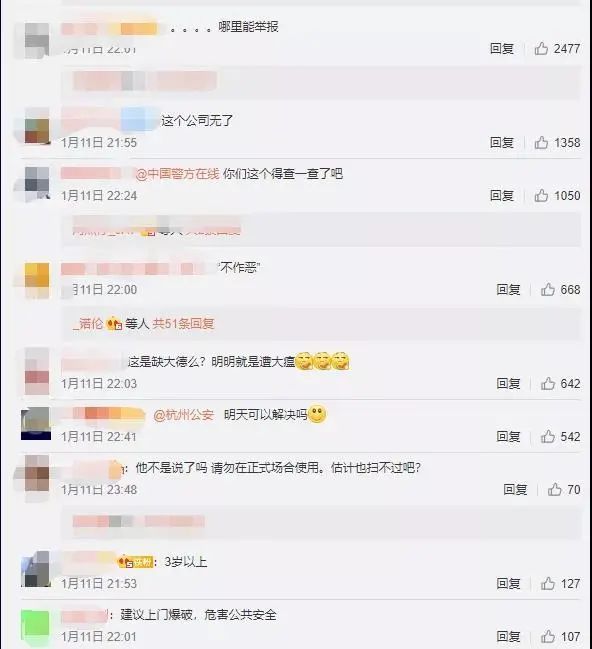 。。。。哪里能举报
1月11日 22:01 回复 2477
这个公司无了
1月11日 21:55 回复 1358
@中国警方在线 你们这个得查一查了吧
1月11日 22:24 回复 1050
等人
“不作恶”
月11日 22:00 回复 668
_诺伦 等人 共51条回复
这是缺大德么？明明就是遭大瘟
1月11日 22:03 回复 642
@杭州公安 明天可以解决吗
1月11日 22:41 回复 542
：他不是说了吗 请勿在正式场合使用。估计也扫不过吧？
1月11日 23:48 回复 70
铁粉：3岁以上
1月11日 21:53 回复 127
：建议上门爆破，危害公共安全
1月11日 22:01 回复 107